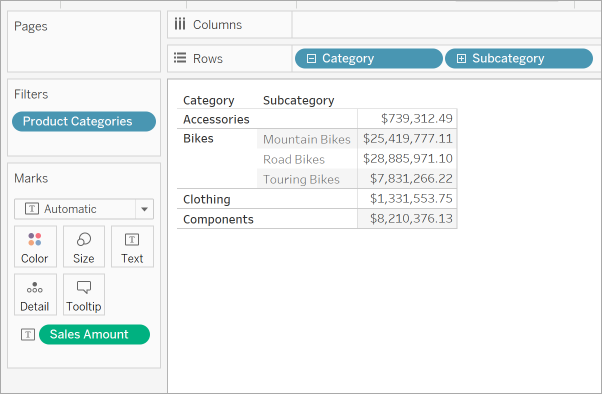 Pages
Columns
Rows
Category
Subcategory
Filters
Product Categories
Marks
T Automatic
Color
Size
T
Text
Detail
Tooltip
T Sales Amount
Category Subcategory
Accessories $739,312.49
Bikes Mountain Bikes $25,419,777.11
Road Bikes $28,885,971.10
Touring Bikes $7,831,266.22
Clothing $1,331,553.75
Components $8,210,376.13